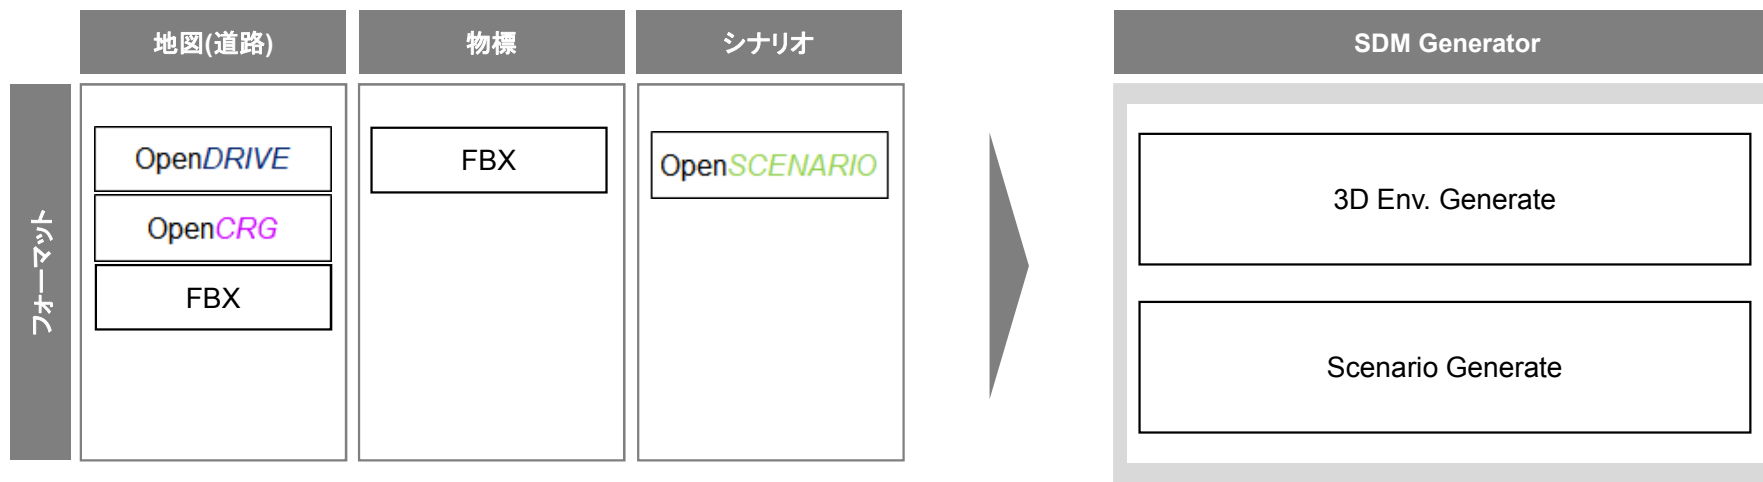 地図(道路)
物標
シナリオ
SDM Generator
フォーマット
OpenDRIVE
OpenCRG
FBX
FBX
OpenSCENARIO
3D Env. Generate
Scenario Generate